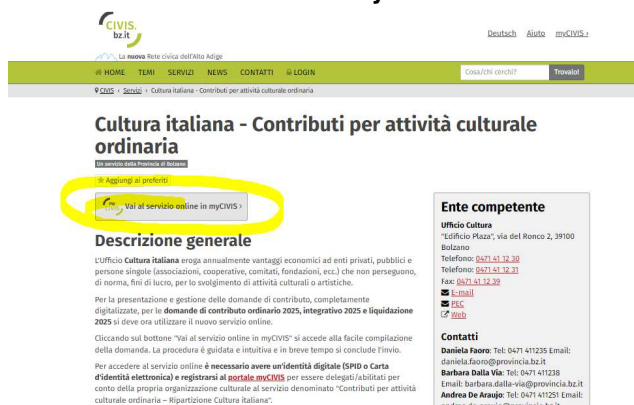 CIVIS.
bz.it
La nuova Rete civica dell'Alto Adige
Deutsch Aiuto myCIVIS ›
HOME TEMI SERVIZI NEWS CONTATTI LOGIN
Cosa/chi cerchi? Trovalo!
CIVIS › Servizi › Cultura italiana - Contributi per attività culturale ordinaria
Cultura italiana - Contributi per attività culturale
ordinaria
Un servizio della Provincia di Bolzano
Aggiungi ai preferiti
Vai al servizio online in myCIVIS ›
Descrizione generale
L'Ufficio Cultura italiana eroga annualmente vantaggi economici ad enti privati, pubblici e
persone singole (associazioni, cooperative, comitati, fondazioni, ecc.) che non perseguono,
di norma, fini di lucro, per lo svolgimento di attività culturali o artistiche.
Per la presentazione e gestione delle domande di contributo, completamente
digitalizzate, per le domande di contributo ordinario 2025, integrativo 2025 e liquidazione
2025 si deve ora utilizzare il nuovo servizio online.
Cliccando sul bottone "Vai al servizio online in myCIVIS" si accede alla facile compilazione
della domanda. La procedura è guidata e intuitiva e in breve tempo si conclude l'invio.
Per accedere al servizio online è necessario avere un'identità digitale (SPID o Carta
d'identità elettronica) e registrarsi al portale myCIVIS per essere delegati/abilitati per
conto della propria organizzazione culturale al servizio denominato "Contributi per attività
culturale ordinaria – Ripartizione Cultura italiana".
Ente competente
Ufficio Cultura
"Edificio Plaza", via del Ronco 2, 39100
Bolzano
Telefono: 0471 41 12 30
Telefono: 0471 41 12 31
Fax: 0471 41 12 39
E-mail
PEC
Web
Contatti
Daniela Faoro: Tel: 0471 411235 Email:
daniela.faoro@provincia.bz.it
Barbara Dalla Via: Tel: 0471 411238
Email: barbara.dalla-via@provincia.bz.it
Andrea De Araujo: Tel: 0471 411251 Email: